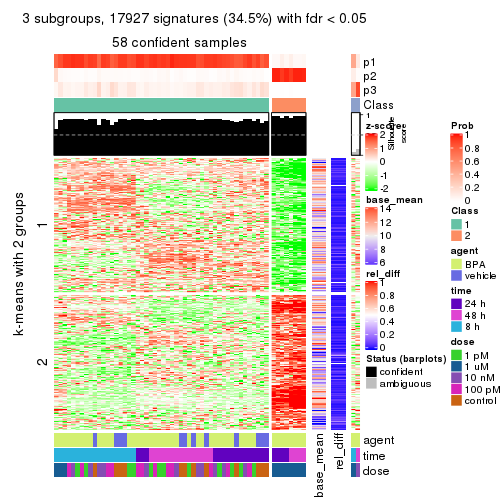 3 subgroups, 17927 signatures (34.5%) with fdr < 0.05
58 confident samples
p1
p2
p3
Class
1
Silhouette score
k-means with 2 groups
1
2
z-score
2
1
0
-1
-2
base_mean
14
12
10
8
6
rel_diff
1
0.8
0.6
0.4
0.2
0
Status (barplots)
confident
ambiguous
Prob
1
0.8
0.6
0.4
0.2
0
Class
1
2
agent
BPA
vehicle
time
24 h
48 h
8 h
dose
1 pM
1 uM
10 nM
100 pM
control
agent
time
dose
base_mean
rel_diff